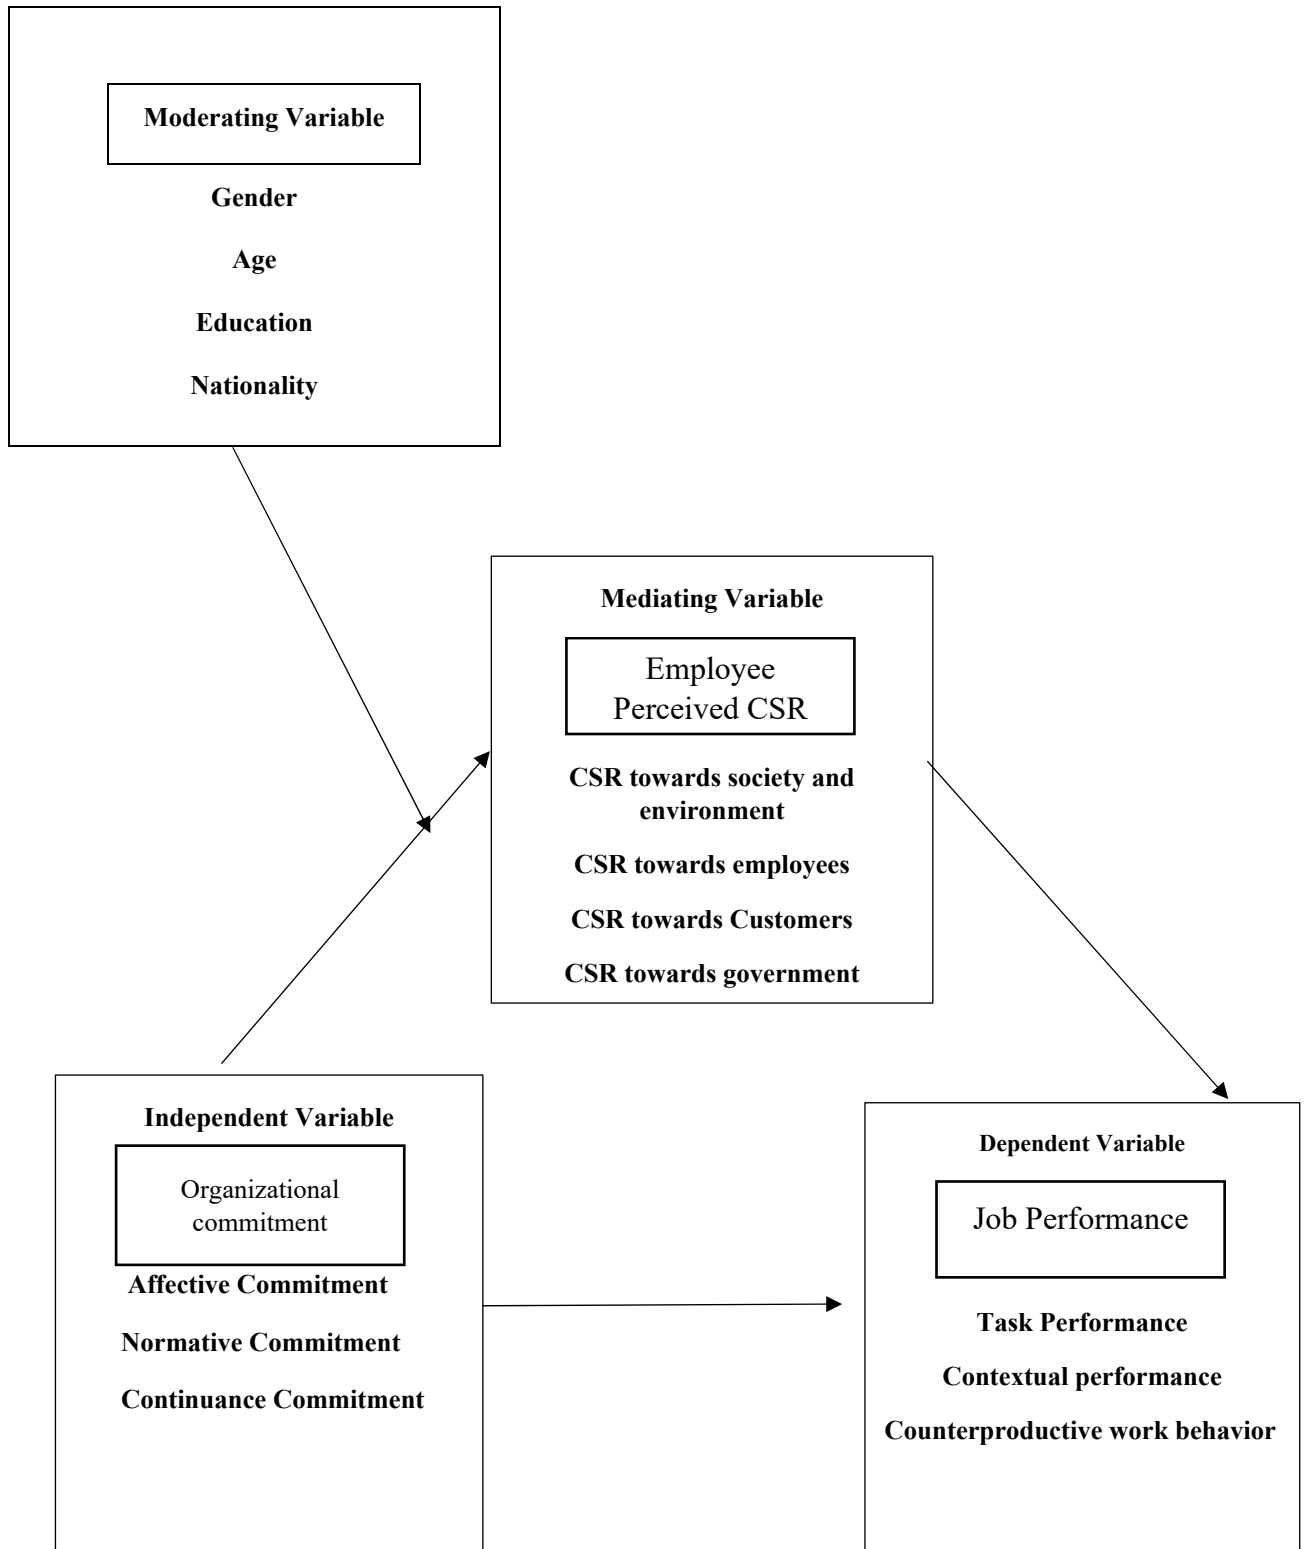 Moderating Variable
Gender
Age
Education
Nationality
Mediating Variable
Employee
Perceived CSR
CSR towards society and
environment
CSR towards employees
CSR towards Customers
CSR towards government
Independent Variable
Organizational
commitment
Affective Commitment
Normative Commitment
Continuance Commitment
Dependent Variable
Job Performance
Task Performance
Contextual performance
Counterproductive work behavior